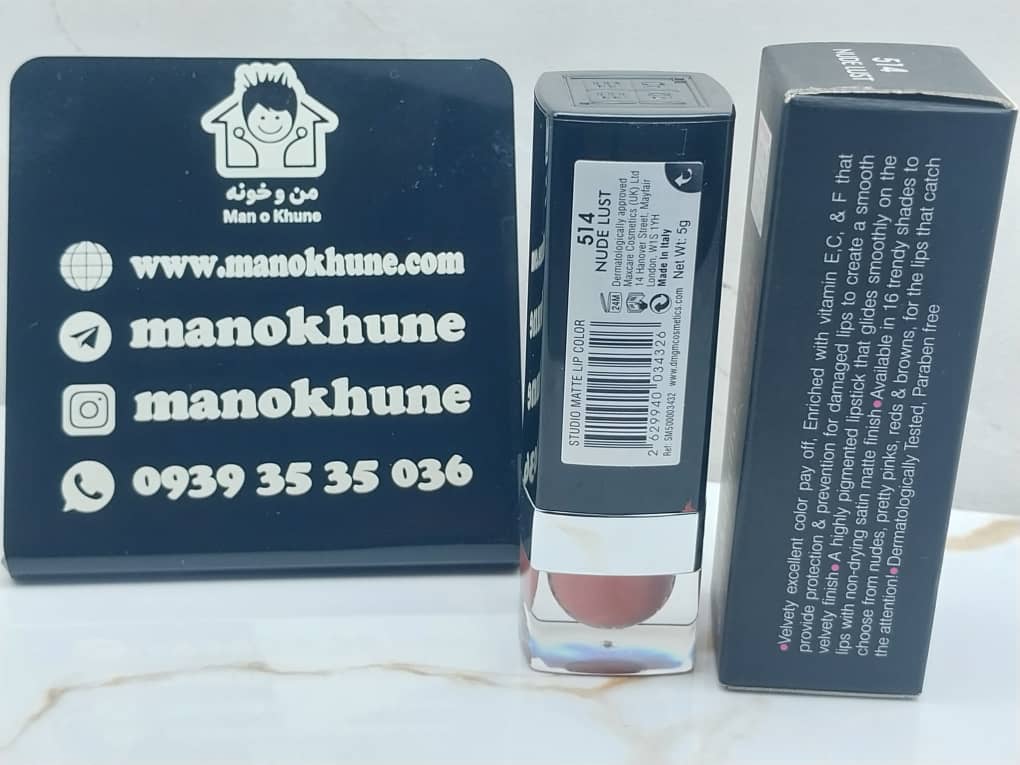 من و خونه
Man o Khune
www.manokhune.com
manokhune
manokhune
0939 35 35 036
514
NUDE LUST
Dermatologically approved
Maxcare Cosmetics (UK) Ltd
14 Hanover Street, Mayfair
London, W1S 1YH
Made in Italy
24M
Net Wt: 5g
STUDIO MATTE LIP COLOR
2 629940 034326
www.dmgmcosmetics.com
Ref: SM500003432
514
NUDE LUST
•Velvety excellent color pay off, Enriched with vitamin E,C, & F that
provide protection & prevention for damaged lips to create a smooth
velvety finish•A highly pigmented lipstick that glides smoothly on the
lips with non-drying satin matte finish•Available in 16 trendy shades to
choose from nudes, pretty pinks, reds & browns, for the lips that catch
the attention!•Dermatologically Tested, Paraben free